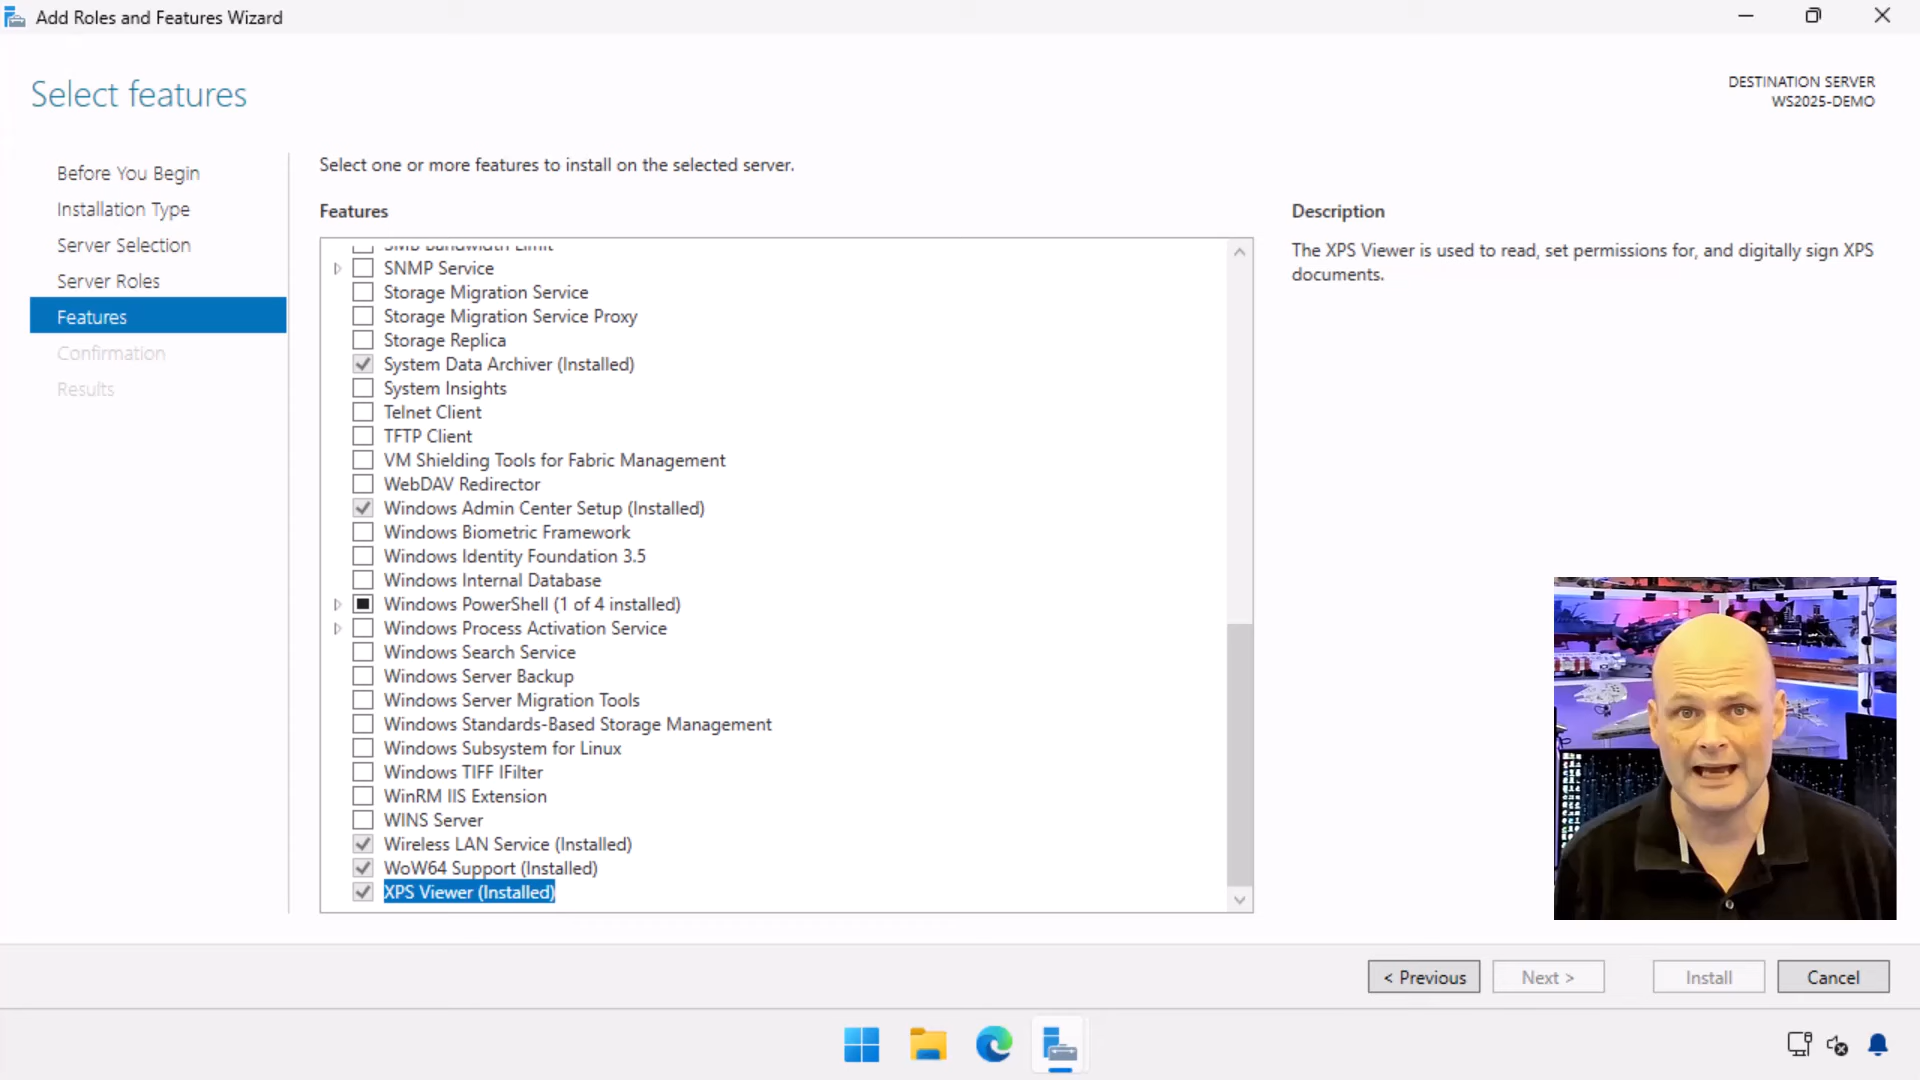 Add Roles and Features Wizard
Select features
DESTINATION SERVER
WS2025-DEMO
Before You Begin
Installation Type
Server Selection
Server Roles
Features
Confirmation
Results
Select one or more features to install on the selected server.
Features
SMB Bandwidth Limit
SNMP Service
Storage Migration Service
Storage Migration Service Proxy
Storage Replica
System Data Archiver (Installed)
System Insights
Telnet Client
TFTP Client
VM Shielding Tools for Fabric Management
WebDAV Redirector
Windows Admin Center Setup (Installed)
Windows Biometric Framework
Windows Identity Foundation 3.5
Windows Internal Database
Windows PowerShell (1 of 4 installed)
Windows Process Activation Service
Windows Search Service
Windows Server Backup
Windows Server Migration Tools
Windows Standards-Based Storage Management
Windows Subsystem for Linux
Windows TIFF IFilter
WinRM IIS Extension
WINS Server
Wireless LAN Service (Installed)
WoW64 Support (Installed)
XPS Viewer (Installed)
Description
The XPS Viewer is used to read, set permissions for, and digitally sign XPS
documents.
< Previous
Next >
Install
Cancel